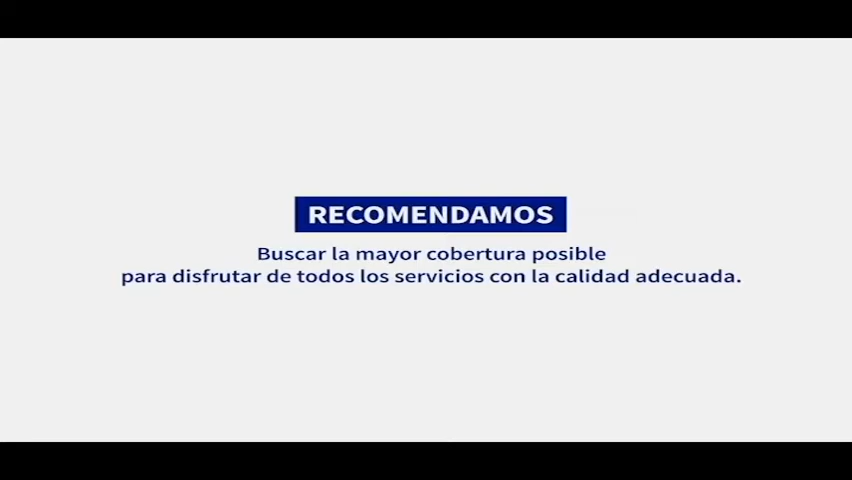 RECOMENDAMOS
Buscar la mayor cobertura posible
para disfrutar de todos los servicios con la calidad adecuada.